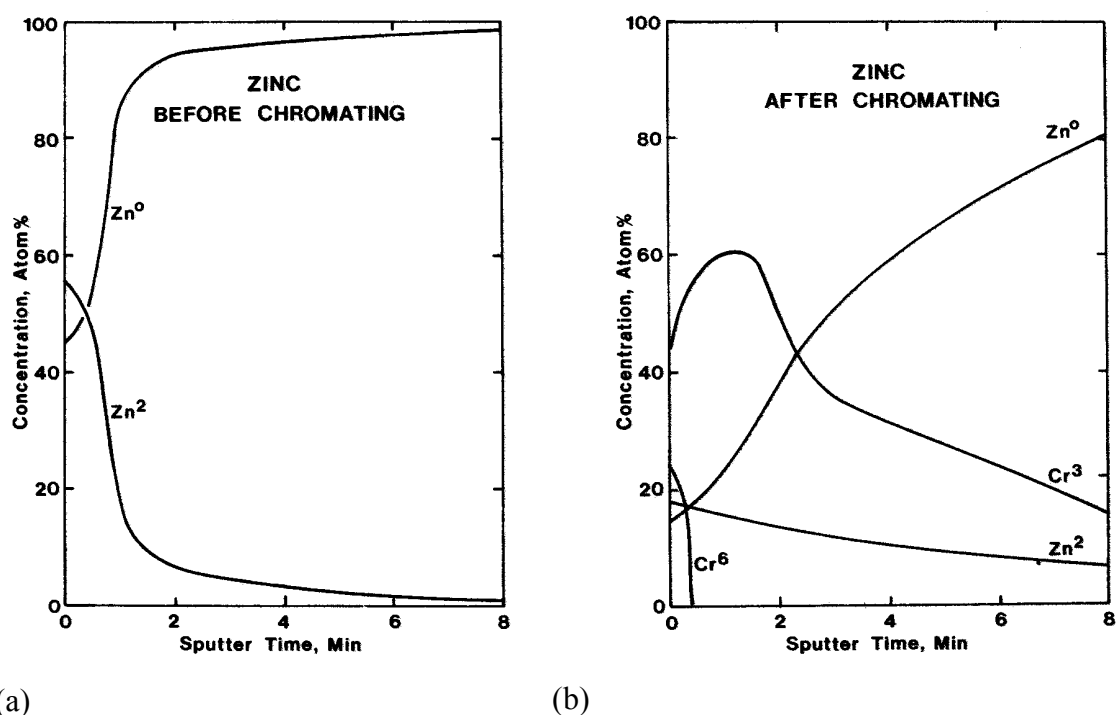 100
80
60
40
20
0
Concentration, Atom%
ZINC
BEFORE CHROMATING
Zn⁰
Zn²
0 2 4 6 8
Sputter Time, Min
(a)
100
80
60
40
20
0
Concentration, Atom%
ZINC
AFTER CHROMATING
Zn⁰
Cr³
Zn²
Cr⁶
0 2 4 6 8
Sputter Time, Min
(b)